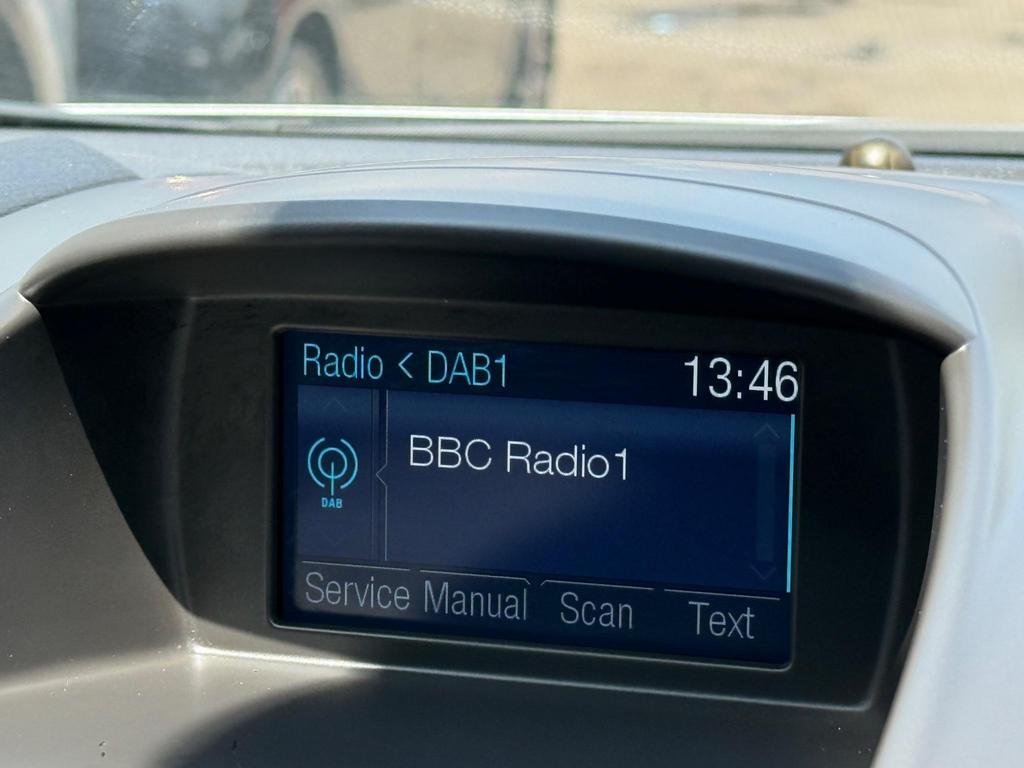 Radio < DAB1 13:46
BBC Radio1
DAB
Service Manual Scan Text